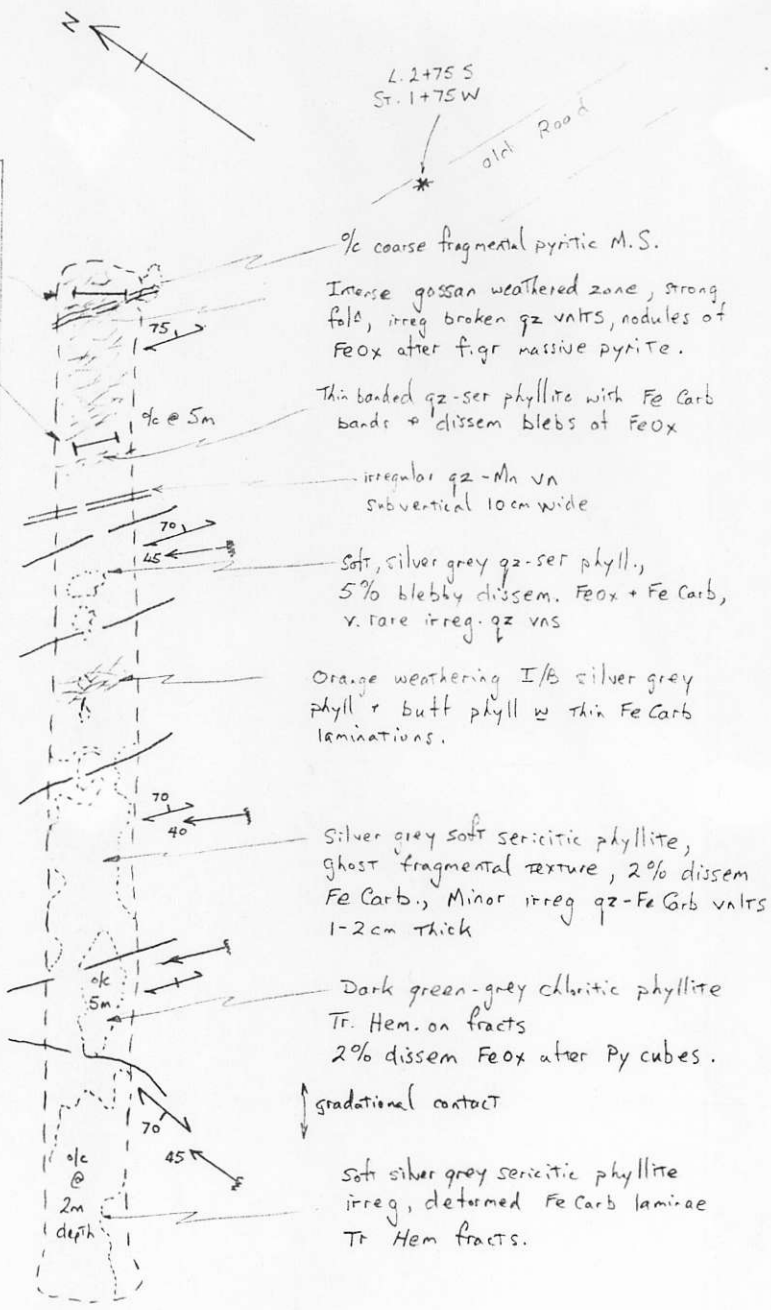 N
L. 2+75 S
ST. 1+75 W
old Road
o/c coarse fragmental pyritic M.S.
Intense gossan weathered zone, strong
folⁿ, irreg broken qz vnlts, nodules of
FeOx after f.gr massive pyrite.
75
o/c @ 5m
Thin banded qz-ser phyllite with Fe Carb
bands + dissem blebs of FeOx
irregular qz-Mn vn
subvertical 10cm wide
70
45
Soft, silver grey qz-ser phyll.,
5% blebby dissem. FeOx + Fe Carb,
v. rare irreg. qz vns
Orange weathering I/B silver grey
phyll + buff phyll w thin Fe Carb
laminations.
70
40
Silver grey soft sericitic phyllite,
ghost fragmental texture, 2% dissem
Fe Carb., Minor irreg qz-Fe Carb vnlts
1-2cm thick
o/c
5m.
Dark green-grey chloritic phyllite
Tr. Hem. on fracts
2% dissem FeOx after Py cubes.
gradational contact
70
45
o/c
@
2m
depth
Soft silver grey sericitic phyllite
irreg, deformed Fe Carb laminae
Tr Hem fracts.